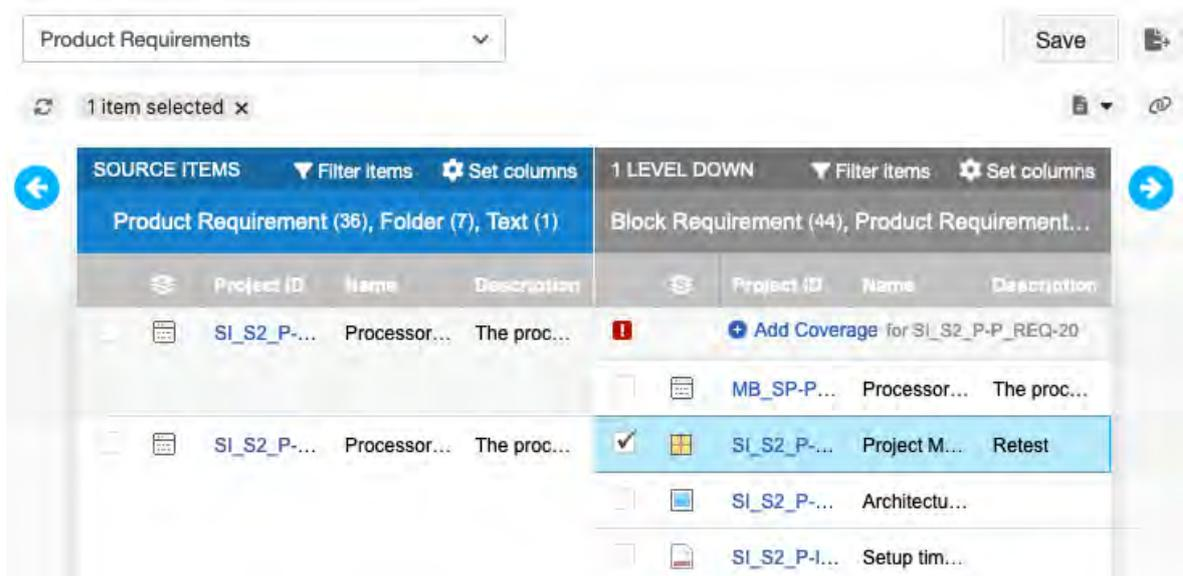 Product Requirements
Save
1 item selected ×
SOURCE ITEMS Filter items Set columns
1 LEVEL DOWN Filter items Set columns
Product Requirement (36), Folder (7), Text (1)
Block Requirement (44), Product Requirement...
Project ID Name Description
Project ID Name Description
SI_S2_P-... Processor... The proc...
! Add Coverage for SI_S2_P-P_REQ-20
MB_SP-P... Processor... The proc...
SI_S2_P-... Processor... The proc...
SI_S2_P-... Project M... Retest
SI_S2_P-... Architectu...
SI_S2_P-I... Setup tim...